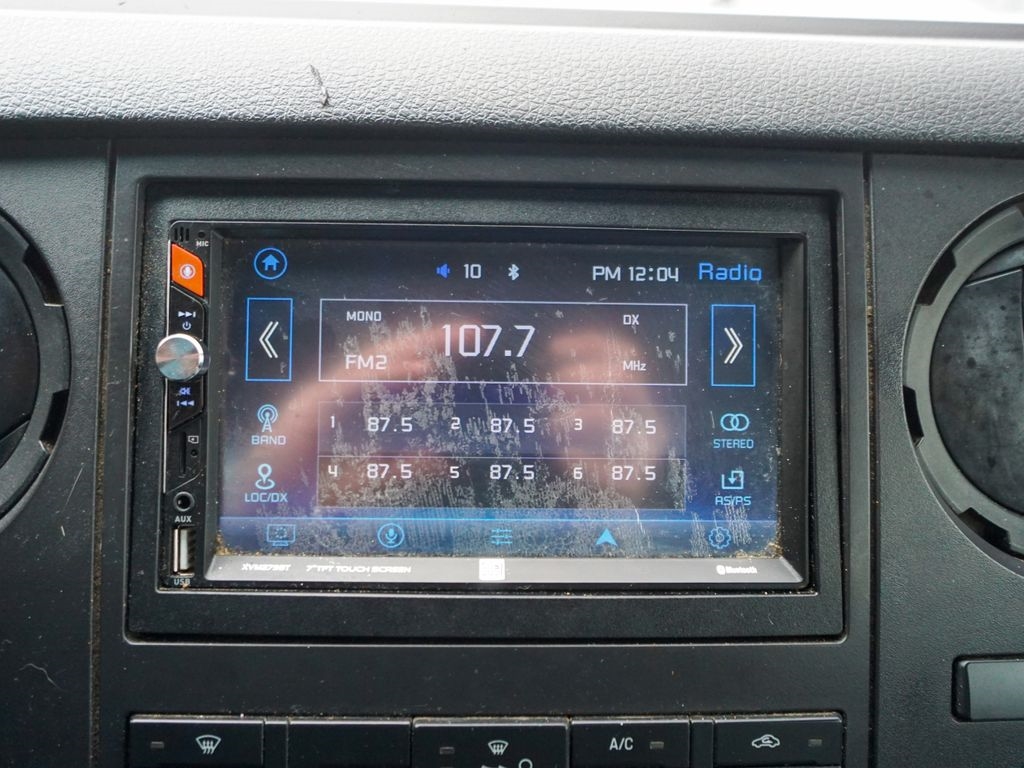 MIC
10 PM 12:04 Radio
MONO DX
107.7
FM2 MHz
1 87.5 2 87.5 3 87.5
4 87.5 5 87.5 6 87.5
BAND STEREO
LOC/DX AS/PS
AUX
USB
7" TFT TOUCH SCREEN Bluetooth
A/C